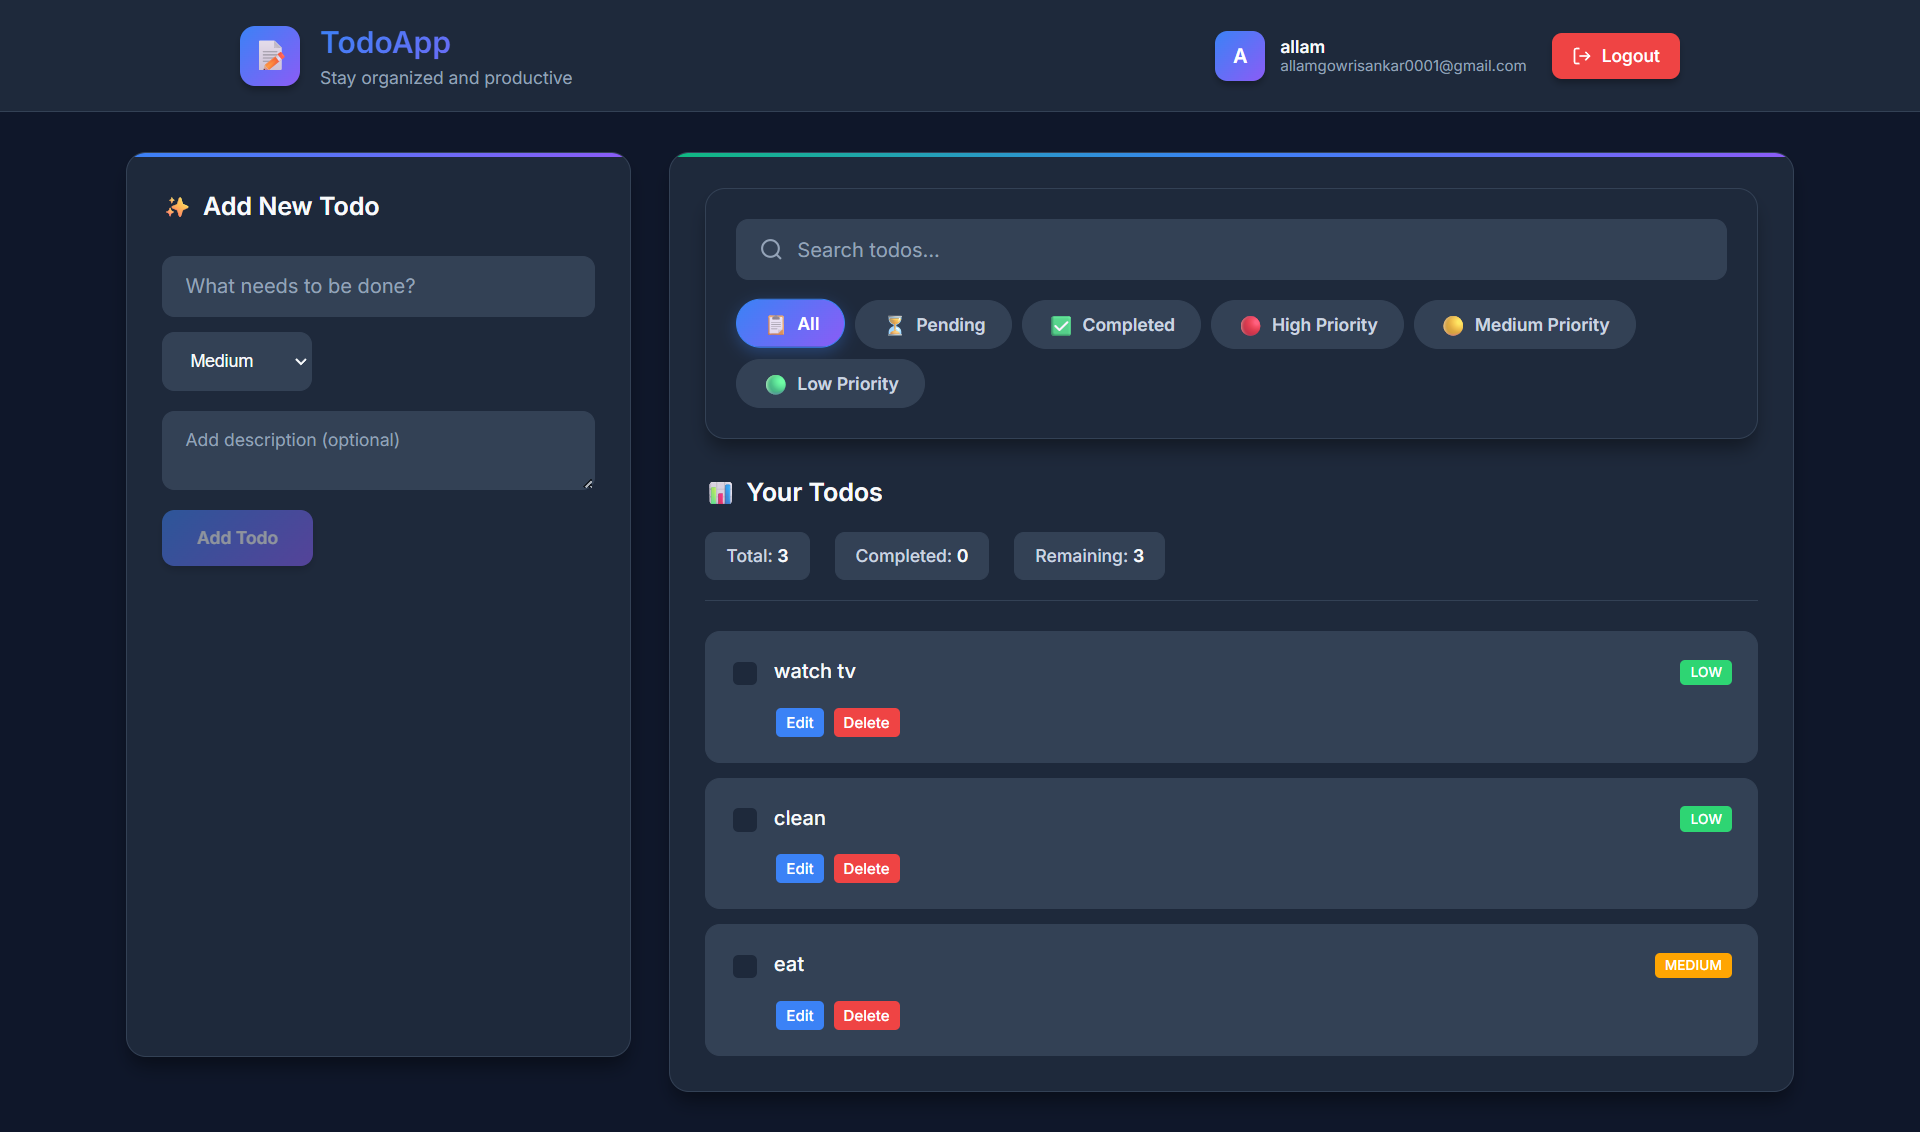 TodoApp
Stay organized and productive
A
allam
allamgowrisankar0001@gmail.com
Logout
Add New Todo
What needs to be done?
Medium
Add description (optional)
Add Todo
Search todos...
All
Pending
Completed
High Priority
Medium Priority
Low Priority
Your Todos
Total: 3
Completed: 0
Remaining: 3
watch tv
LOW
Edit
Delete
clean
LOW
Edit
Delete
eat
MEDIUM
Edit
Delete